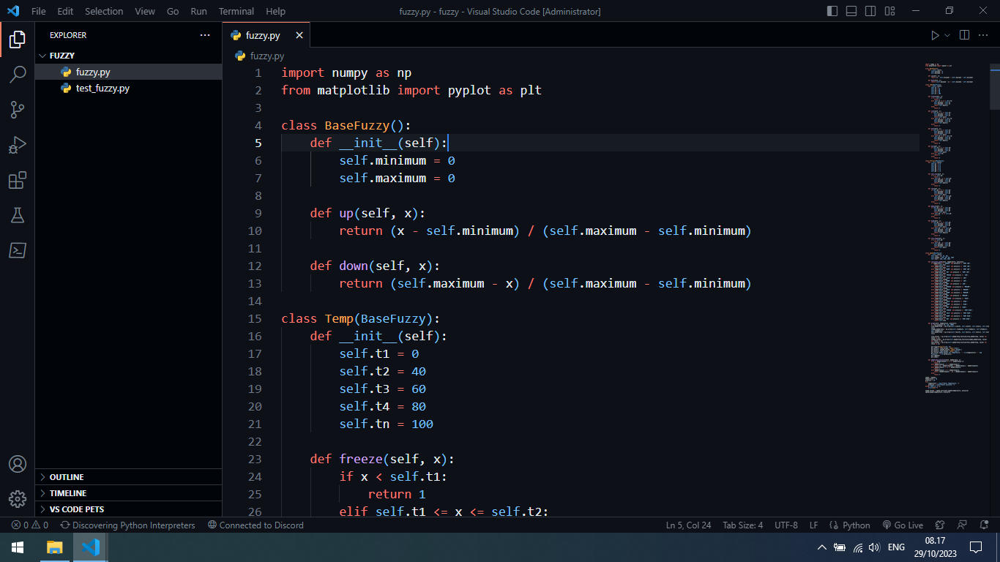 File Edit Selection View Go Run Terminal Help
fuzzy.py - fuzzy - Visual Studio Code [Administrator]
EXPLORER
FUZZY
fuzzy.py
test_fuzzy.py
OUTLINE
TIMELINE
VS CODE PETS
fuzzy.py
fuzzy.py
1 import numpy as np
2 from matplotlib import pyplot as plt
3
4 class BaseFuzzy():
5     def __init__(self):
6         self.minimum = 0
7         self.maximum = 0
8
9     def up(self, x):
10         return (x - self.minimum) / (self.maximum - self.minimum)
11
12     def down(self, x):
13         return (self.maximum - x) / (self.maximum - self.minimum)
14
15 class Temp(BaseFuzzy):
16     def __init__(self):
17         self.t1 = 0
18         self.t2 = 40
19         self.t3 = 60
20         self.t4 = 80
21         self.tn = 100
22
23     def freeze(self, x):
24         if x < self.t1:
25             return 1
26         elif self.t1 <= x <= self.t2:
0 0 Discovering Python Interpreters Connected to Discord
Ln 5, Col 24 Tab Size: 4 UTF-8 LF Python Go Live
ENG
08.17
29/10/2023